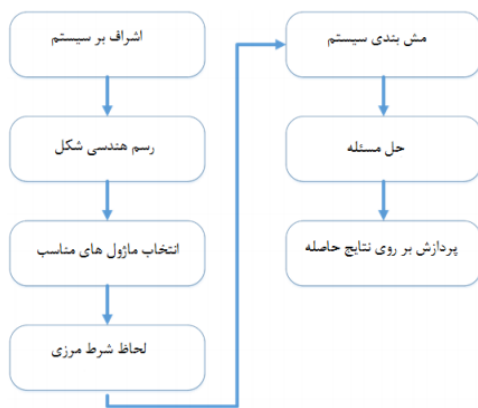 اشراف بر سیستم
رسم هندسی شکل
انتخاب ماژول های مناسب
لحاظ شرط مرزی
مش بندی سیستم
حل مسئله
پردازش بر روی نتایج حاصله